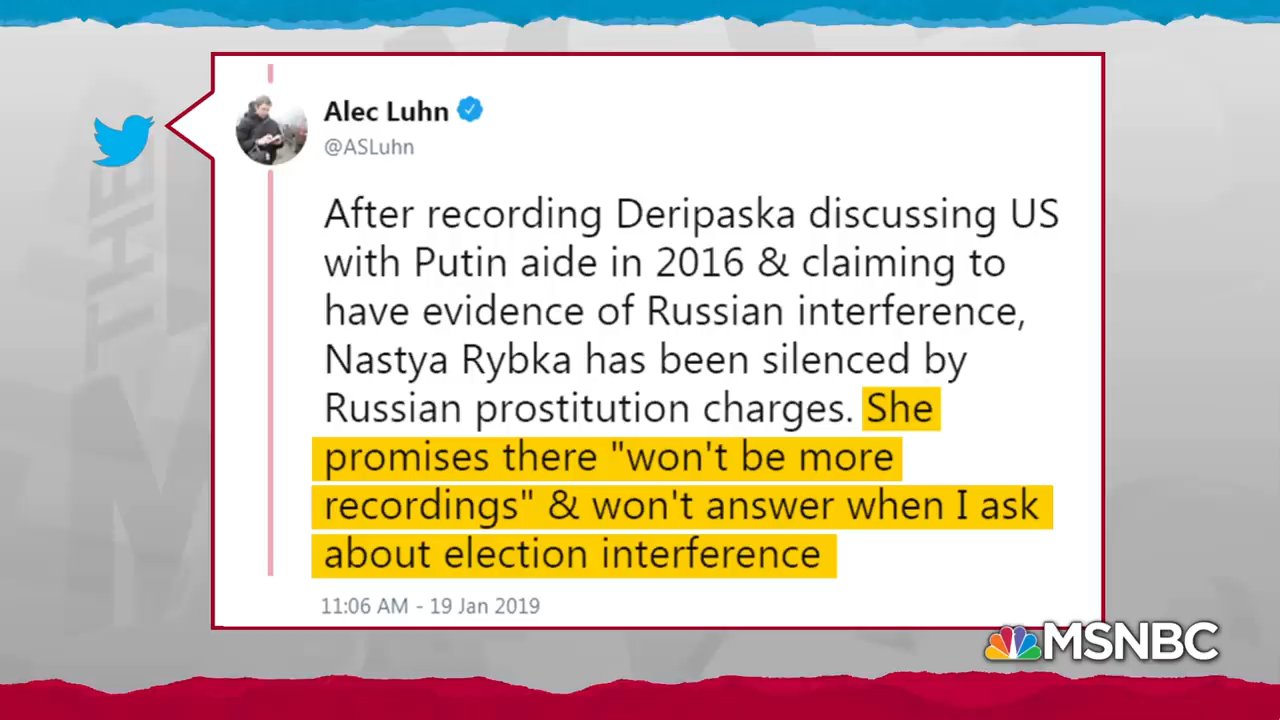 Alec Luhn
@ASLuhn
After recording Deripaska discussing US
with Putin aide in 2016 & claiming to
have evidence of Russian interference,
Nastya Rybka has been silenced by
Russian prostitution charges. She
promises there "won't be more
recordings" & won't answer when I ask
about election interference
11:06 AM - 19 Jan 2019
MSNBC
THE